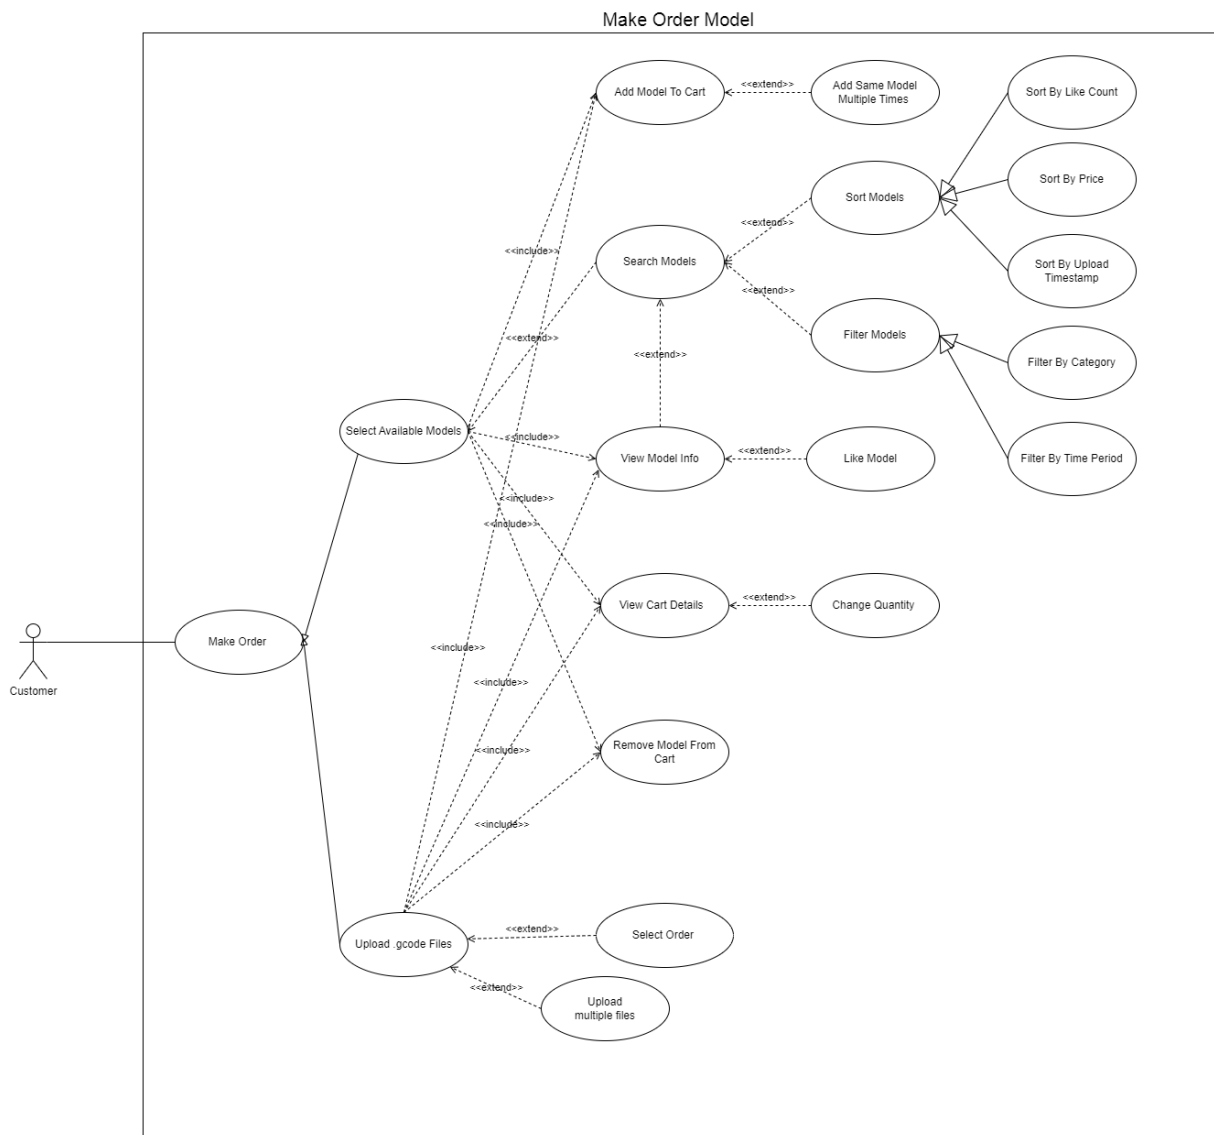 Make Order Model
Add Model To Cart
<<extend>>
Add Same Model
Multiple Times
Sort By Like Count
Sort By Price
Sort Models
<<extend>>
<<include>>
Search Models
Sort By Upload
Timestamp
<<extend>>
<<extend>>
Filter Models
<<extend>>
Filter By Category
Select Available Models
<<include>>
View Model Info
<<extend>>
Like Model
Filter By Time Period
<<include>>
<<include>>
View Cart Details
<<extend>>
Change Quantity
Make Order
Customer
<<include>>
<<include>>
<<include>>
Remove Model From
Cart
<<include>>
Upload .gcode Files
<<extend>>
Select Order
<<extend>>
Upload
multiple files